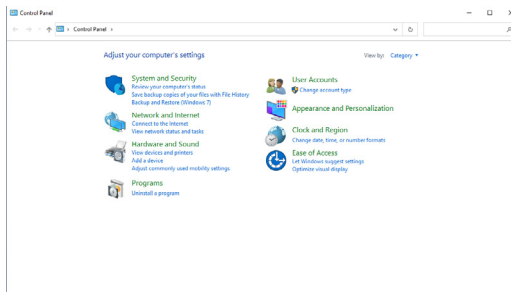 Control Panel
Control Panel
Adjust your computer's settings
View by: Category
System and Security
Review your computer's status
Save backup copies of your files with File History
Backup and Restore (Windows 7)
Network and Internet
Connect to the Internet
View network status and tasks
Hardware and Sound
View devices and printers
Add a device
Adjust commonly used mobility settings
Programs
Uninstall a program
User Accounts
Change account type
Appearance and Personalization
Clock and Region
Change date, time, or number formats
Ease of Access
Let Windows suggest settings
Optimize visual display